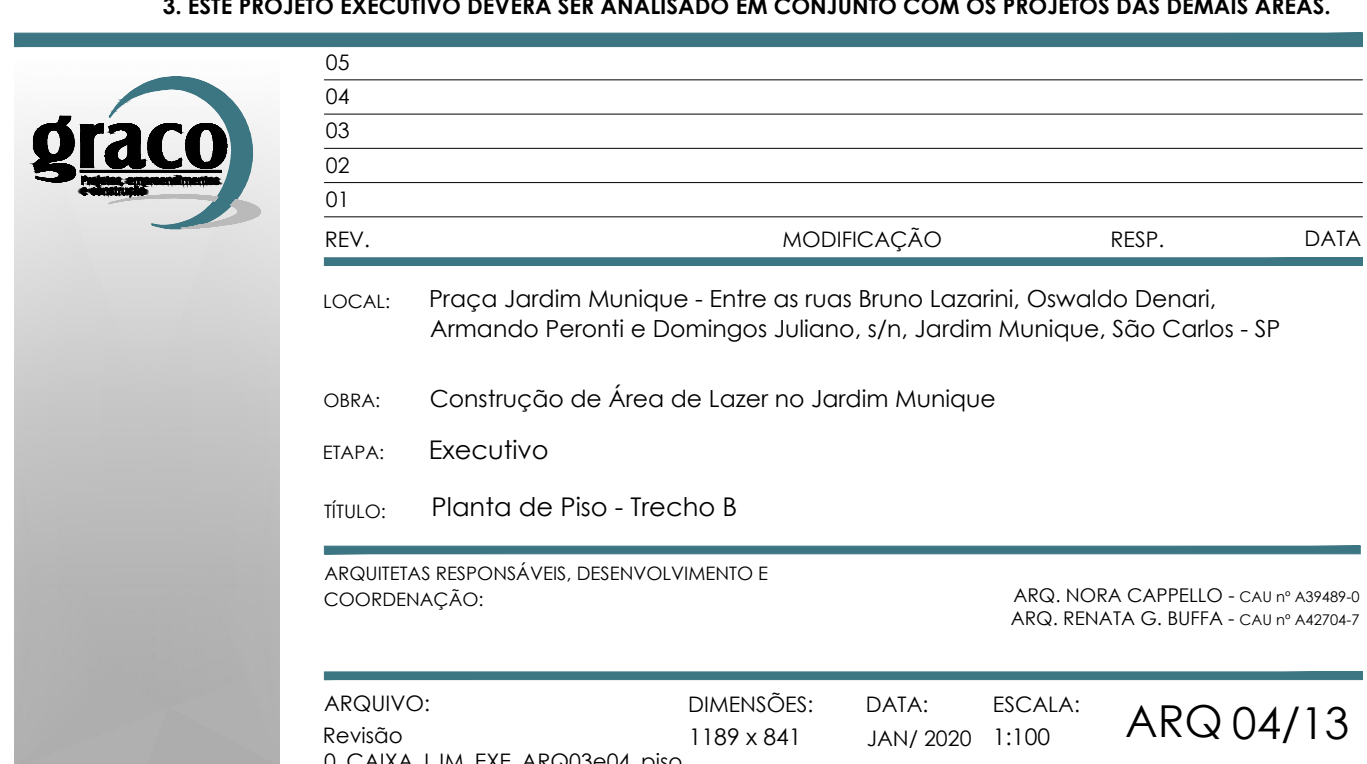 3. ESTE PROJETO EXECUTIVO DEVERÁ SER ANALISADO EM CONJUNTO COM OS PROJETOS DAS DEMAIS ÁREAS.
graco
Projetos, empreendimentos
e construção
05
04
03
02
01
REV. MODIFICAÇÃO RESP. DATA
LOCAL: Praça Jardim Munique - Entre as ruas Bruno Lazarini, Oswaldo Denari,
Armando Peronti e Domingos Juliano, s/n, Jardim Munique, São Carlos - SP
OBRA: Construção de Área de Lazer no Jardim Munique
ETAPA: Executivo
TÍTULO: Planta de Piso - Trecho B
ARQUITETAS RESPONSÁVEIS, DESENVOLVIMENTO E
COORDENAÇÃO:
ARQ. NORA CAPPELLO - CAU nº A39489-0
ARQ. RENATA G. BUFFA - CAU nº A42704-7
ARQUIVO: DIMENSÕES: DATA: ESCALA:
Revisão 1189 x 841 JAN/ 2020 1:100 ARQ 04/13
0_CAIXA_JJM_EXE_ARQ03e04_piso